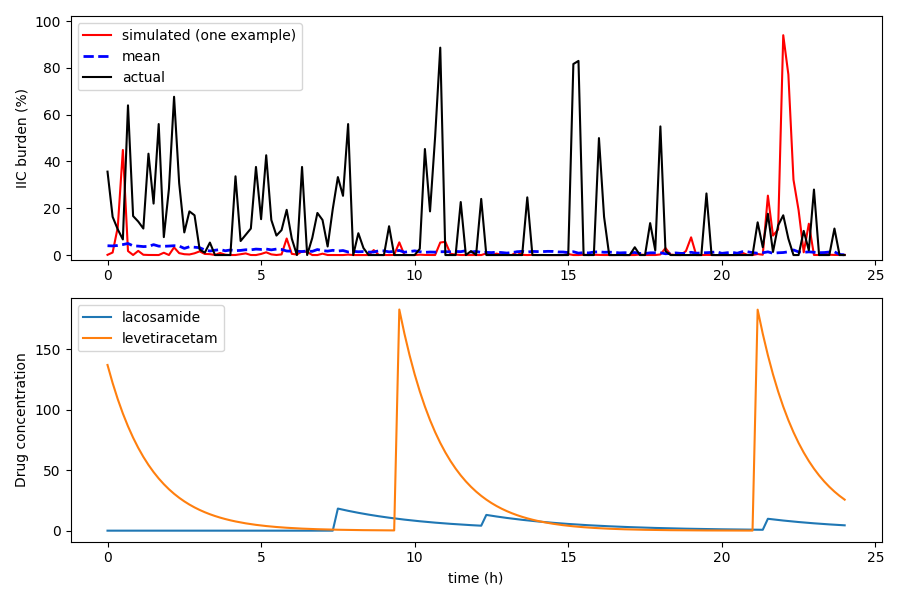 100
80
60
40
20
0
IIC burden (%)
simulated (one example)
mean
actual
0 5 10 15 20 25
150
100
50
0
Drug concentration
lacosamide
levetiracetam
0 5 10 15 20 25
time (h)